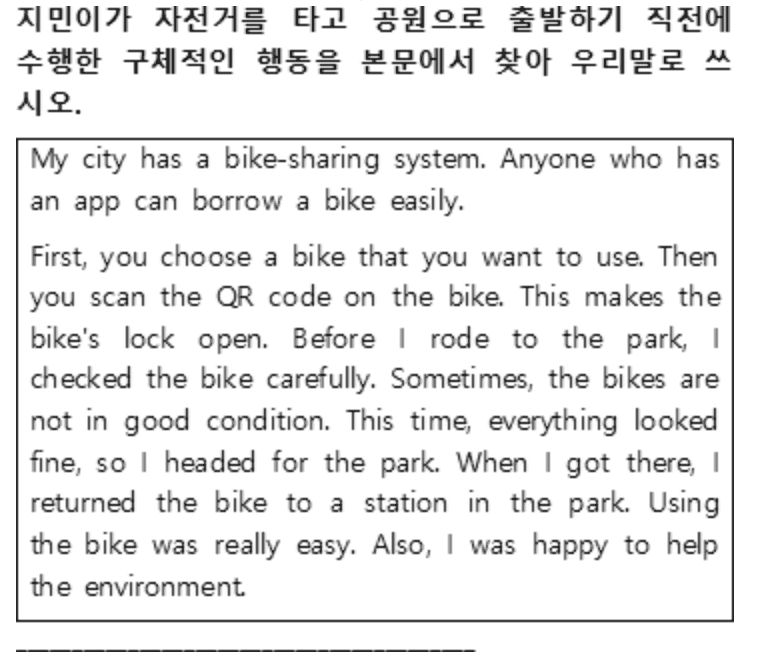 지민이가 자전거를 타고 공원으로 출발하기 직전에
수행한 구체적인 행동을 본문에서 찾아 우리말로 쓰
시오.
My city has a bike-sharing system. Anyone who has
an app can borrow a bike easily.
First, you choose a bike that you want to use. Then
you scan the QR code on the bike. This makes the
bike's lock open. Before I rode to the park, I
checked the bike carefully. Sometimes, the bikes are
not in good condition. This time, everything looked
fine, so I headed for the park. When I got there, I
returned the bike to a station in the park. Using
the bike was really easy. Also, I was happy to help
the environment.